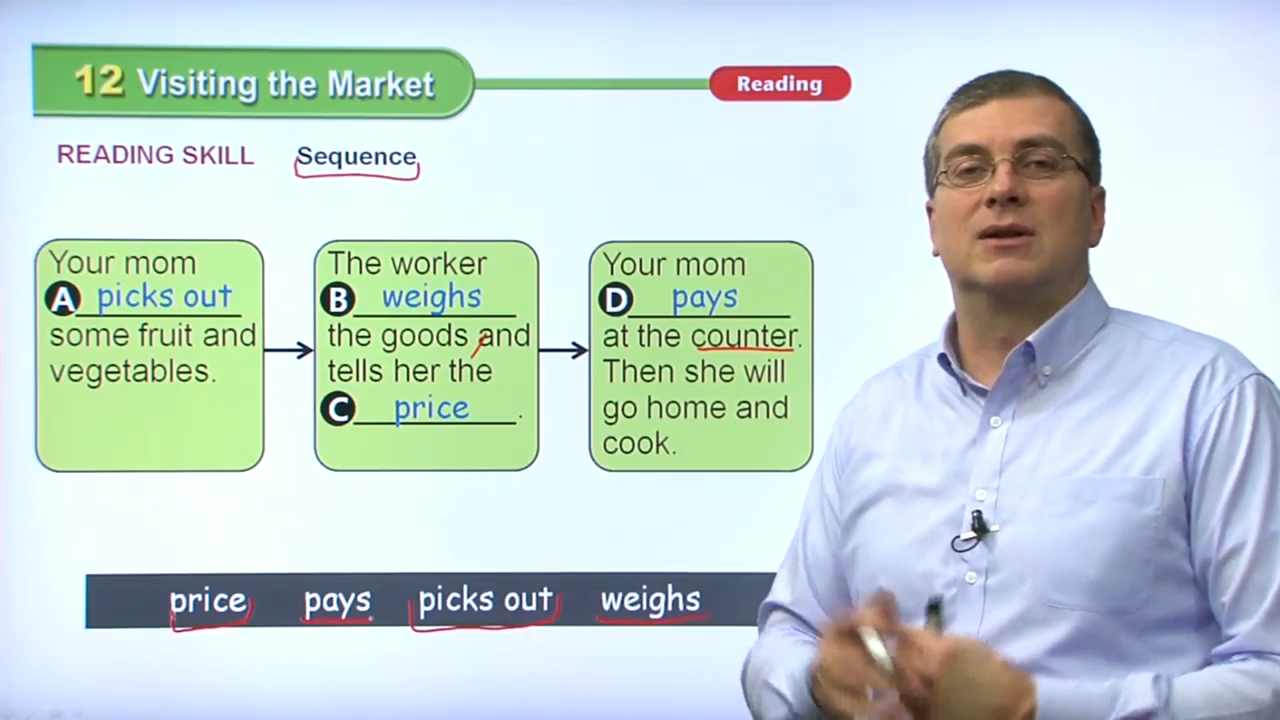 12 Visiting the Market
Reading
READING SKILL
Sequence
Your mom
A picks out
some fruit and
vegetables.
The worker
B weighs
the goods and
tells her the
C price.
Your mom
D pays
at the counter.
Then she will
go home and
cook.
price pays picks out weighs